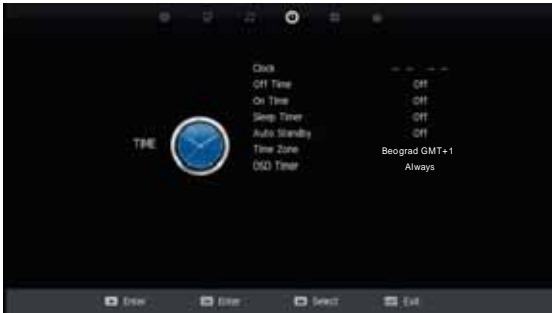 Clock -- --
Off Time Off
On Time Off
Sleep Timer Off
Auto Standby Off
TIME
Time Zone Beograd GMT+1
OSD Timer Always
Enter Enter Select Exit